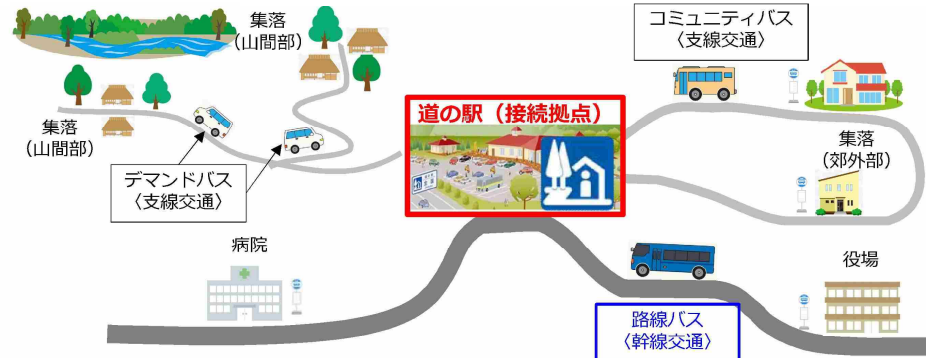 集落
（山間部）
コミュニティバス
〈支線交通〉
道の駅（接続拠点）
集落
（山間部）
集落
（郊外部）
デマンドバス
〈支線交通〉
病院
役場
路線バス
〈幹線交通〉